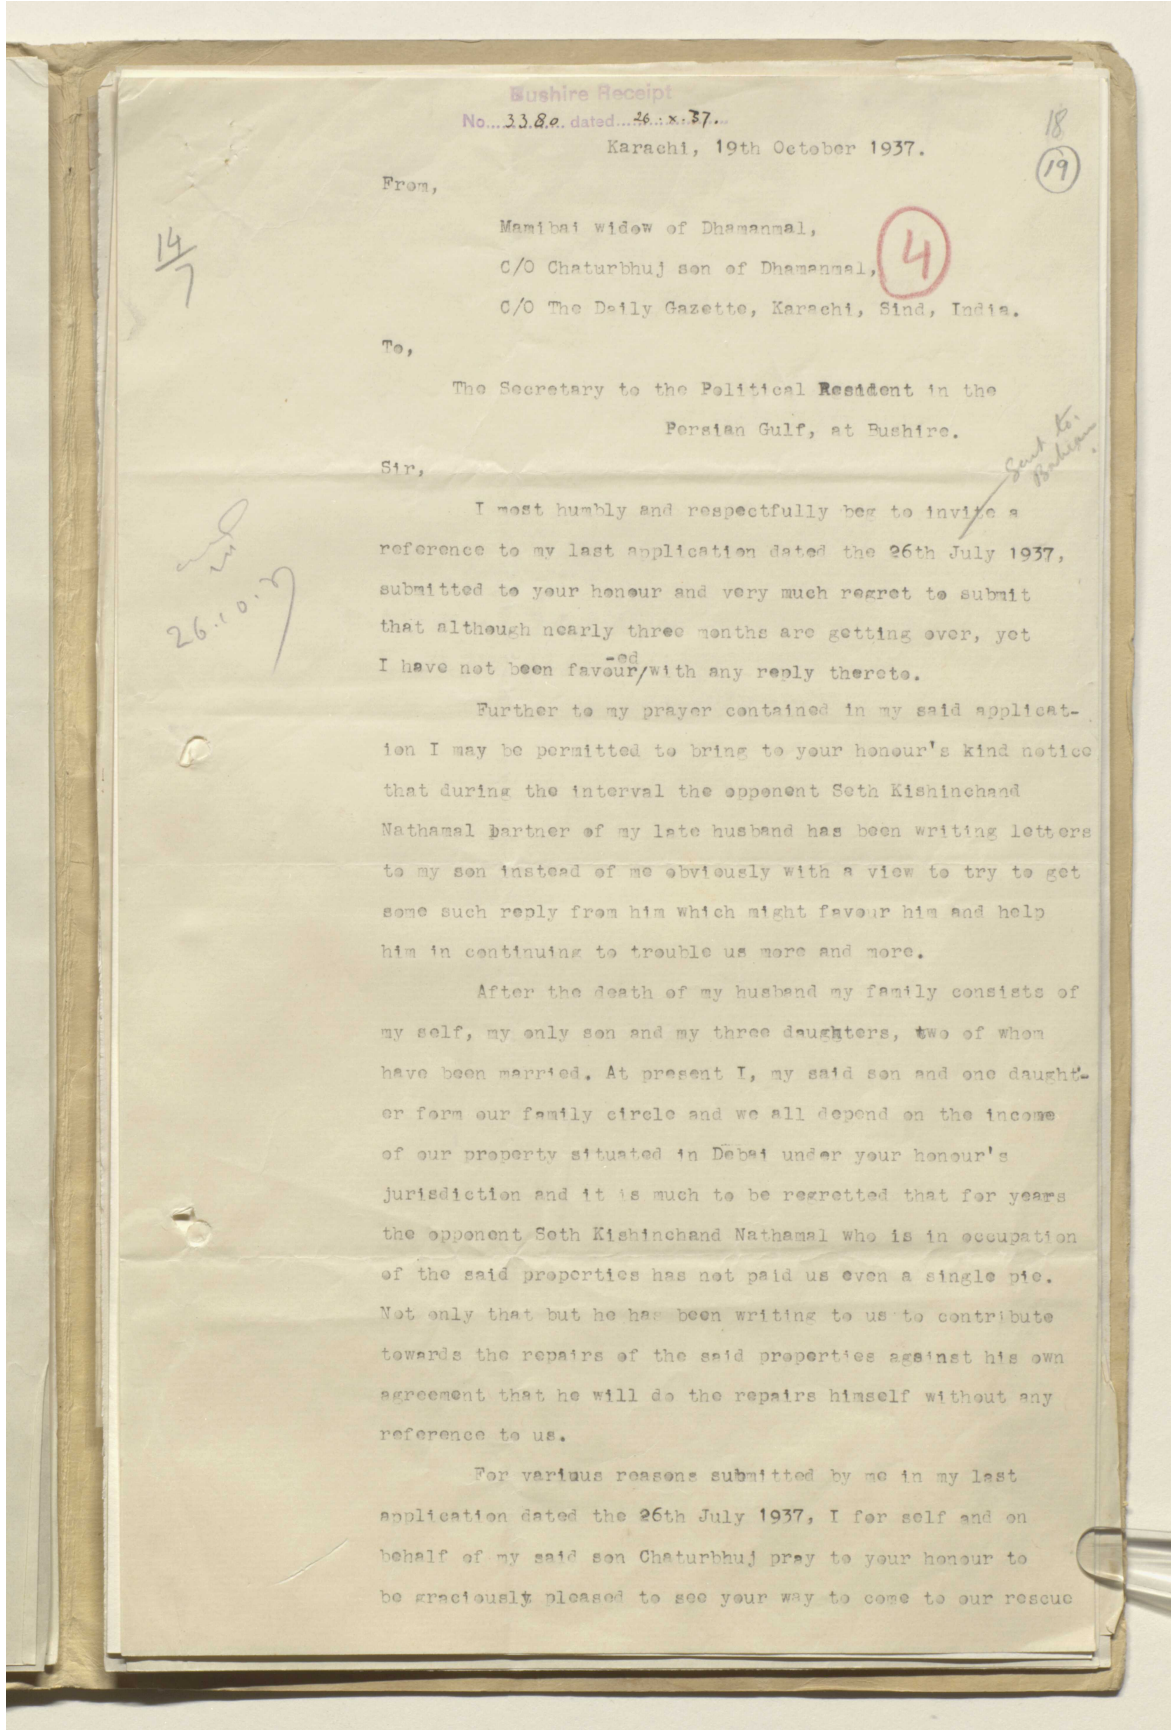 Bushire Receipt
No... 3380. dated... 26.x.37.
18
19
Karachi, 19th October 1937.
From,
14/7
Mamibai widow of Dhamanmal,
4
C/O Chaturbhuj son of Dhamanmal,
C/O The Daily Gazette, Karachi, Sind, India.
To,
The Secretary to the Political Resident in the
Persian Gulf, at Bushire.
Sent to
Bahrain.
Sir,
I most humbly and respectfully beg to invite a
reference to my last application dated the 26th July 1937,
submitted to your honour and very much regret to submit
26.10.37
that although nearly three months are getting over, yet
-ed
I have not been favour/with any reply thereto.
Further to my prayer contained in my said applicat-
ion I may be permitted to bring to your honour's kind notice
that during the interval the opponent Seth Kishinchand
Nathamal partner of my late husband has been writing letters
to my son instead of me obviously with a view to try to get
some such reply from him which might favour him and help
him in continuing to trouble us more and more.
After the death of my husband my family consists of
my self, my only son and my three daughters, two of whom
have been married. At present I, my said son and one daught-
er form our family circle and we all depend on the income
of our property situated in Debai under your honour's
jurisdiction and it is much to be regretted that for years
the opponent Seth Kishinchand Nathamal who is in occupation
of the said properties has not paid us even a single pie.
Not only that but he has been writing to us to contribute
towards the repairs of the said properties against his own
agreement that he will do the repairs himself without any
reference to us.
For various reasons submitted by me in my last
application dated the 26th July 1937, I for self and on
behalf of my said son Chaturbhuj pray to your honour to
be graciously pleased to see your way to come to our rescue